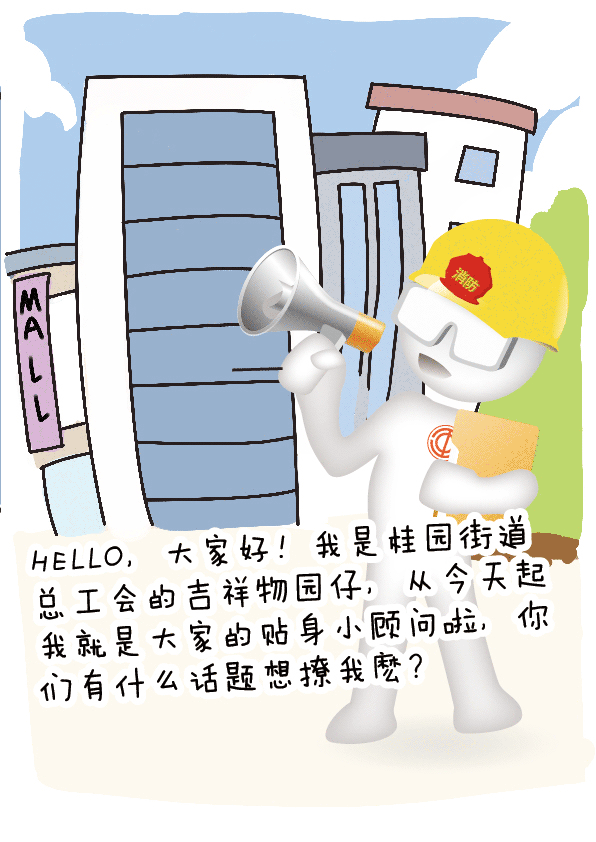 消防
MALL
HELLO, 大家好！我是桂园街道
总工会的吉祥物园仔, 从今天起
我就是大家的贴身小顾问啦, 你
们有什么话题想撩我麽？